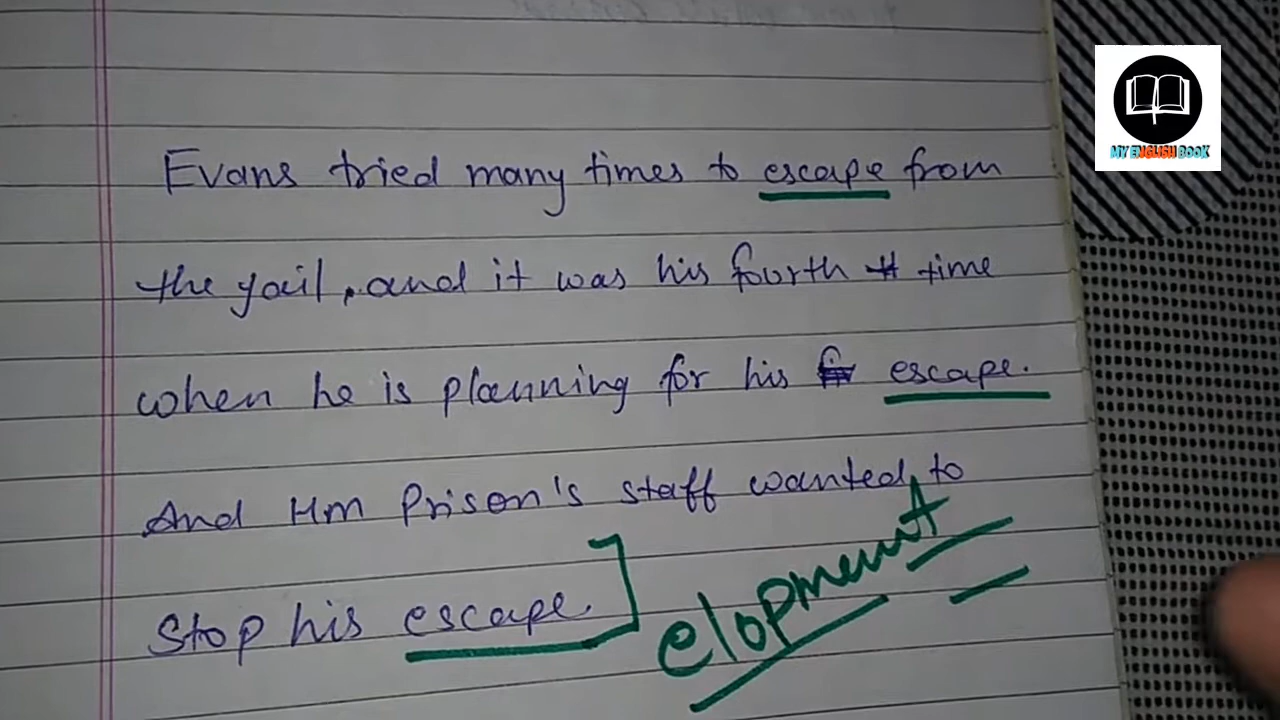 Evans tried many times to escape from
the jail, and it was his fourth time
when he is planning for his escape.
And Hm Prison's staff wanted to
Stop his escape.
elopment
MY ENGLISH BOOK